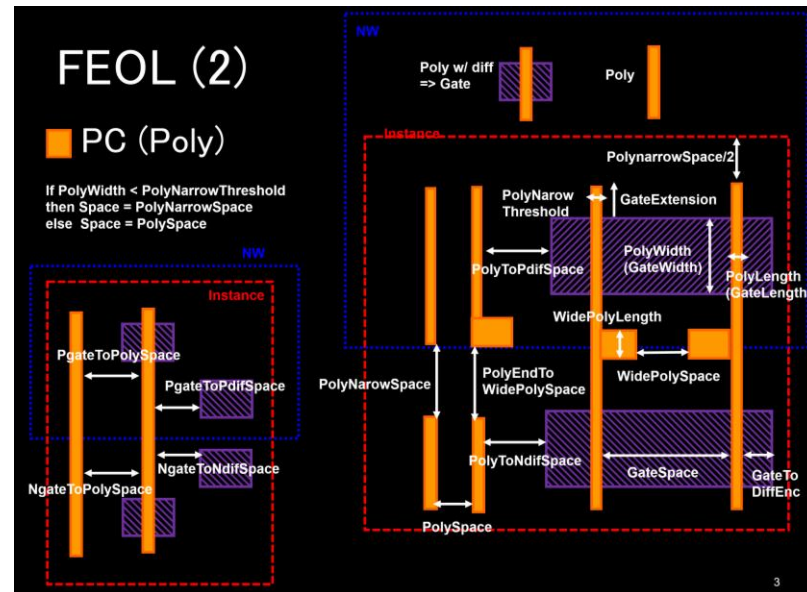 FEOL (2)
PC (Poly)
If PolyWidth < PolyNarrowThreshold
then Space = PolyNarrowSpace
else Space = PolySpace
NW
Instance
PgateToPolySpace
PgateToPdifSpace
NgateToNdifSpace
NgateToPolySpace
NW
Poly w/ diff
=> Gate
Poly
Instance
PolynarrowSpace/2
PolyNarow
Threshold
GateExtension
PolyToPdifSpace
PolyWidth
(GateWidth)
PolyLength
(GateLength
WidePolyLength
PolyNarowSpace
PolyEndTo
WidePolySpace
WidePolySpace
PolyToNdifSpace
GateSpace
GateTo
DiffEnc
PolySpace
3